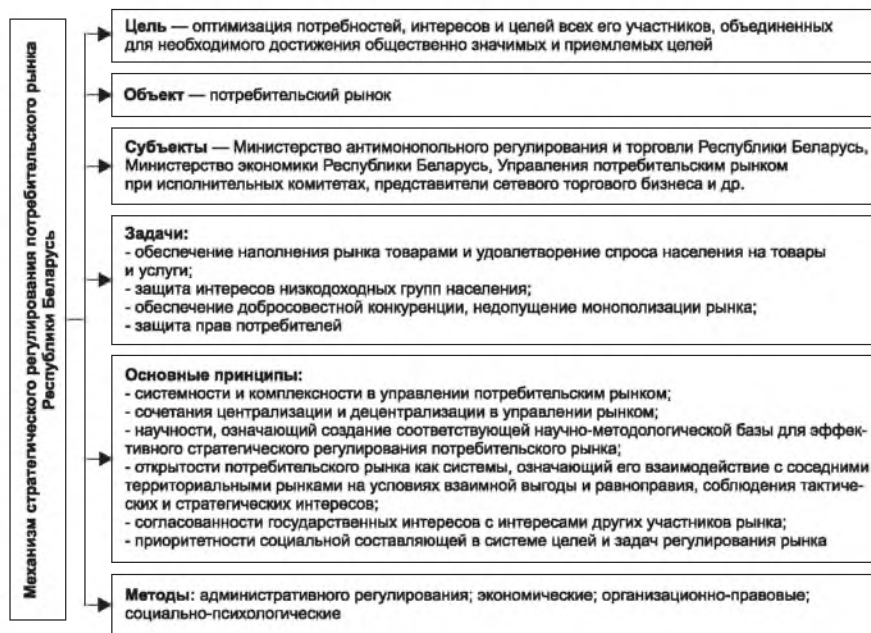 Механизм стратегического регулирования потребительского рынка
Республики Беларусь
Цель — оптимизация потребностей, интересов и целей всех его участников, объединенных
для необходимого достижения общественно значимых и приемлемых целей
Объект — потребительский рынок
Субъекты — Министерство антимонопольного регулирования и торговли Республики Беларусь,
Министерство экономики Республики Беларусь, Управления потребительским рынком
при исполнительных комитетах, представители сетевого торгового бизнеса и др.
Задачи:
- обеспечение наполнения рынка товарами и удовлетворение спроса населения на товары
и услуги;
- защита интересов низкодоходных групп населения;
- обеспечение добросовестной конкуренции, недопущение монополизации рынка;
- защита прав потребителей
Основные принципы:
- системности и комплексности в управлении потребительским рынком;
- сочетания централизации и децентрализации в управлении рынком;
- научности, означающий создание соответствующей научно-методологической базы для эффек-
тивного стратегического регулирования потребительского рынка;
- открытости потребительского рынка как системы, означающий его взаимодействие с соседними
территориальными рынками на условиях взаимной выгоды и равноправия, соблюдения тактичес-
ких и стратегических интересов;
- согласованности государственных интересов с интересами других участников рынка;
- приоритетности социальной составляющей в системе целей и задач регулирования рынка
Методы: административного регулирования; экономические; организационно-правовые;
социально-психологические